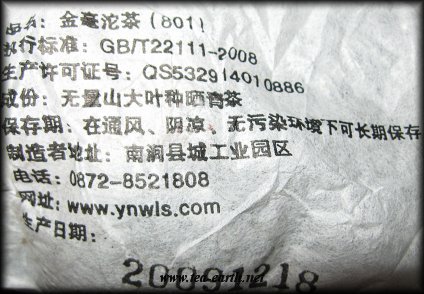 品名：金毫沱茶（801）
执行标准：GB/T22111-2008
生产许可证号：QS532914010886
成份：无量山大叶种晒青茶
保存期：在通风、阴凉、无污染环境下可长期保存
制造者地址：南涧县城工业园区
电话：0872-8521808
网址：www.ynwls.com
生产日期：
20091218
www.tea-earth.net